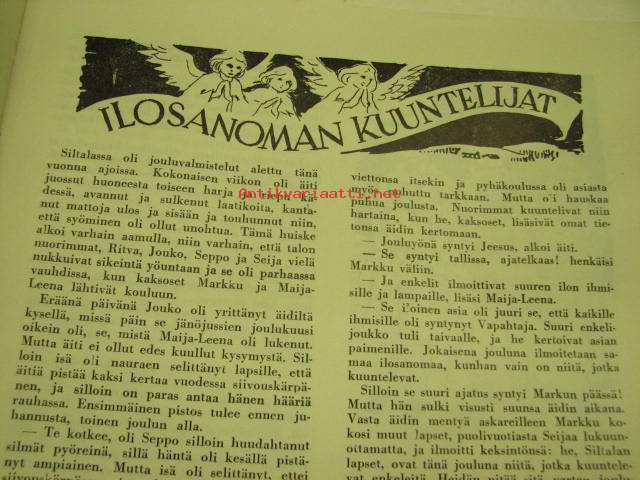 ILOSANOMAN KUUNTELIJAT
Siltalassa oli jouluvalmistelut alettu tänä
vuonna ajoissa. Kokonaisen viikon oli äiti
juossut huoneesta toiseen harja ja riepu kä-
dessä, avannut ja sulkenut laatikoita, kanta-
nut mattoja ulos ja sisään ja touhunnut niin,
että syöminen oli ollut unohtua. Tämä huiske
alkoi varhain aamulla, niin varhain, että talon
nuorimmat, Ritva, Jouko, Seppo ja Seija vielä
nukkuivat sikeintä yöuntaan ja se oli parhaassa
vauhdissa, kun kaksoset Markku ja Maija-
Leena lähtivät kouluun.
Eräänä päivänä Jouko oli yrittänyt äidiltä
kysellä, missä päin se jänöjussien joulukuusi
oikein oli, se, mistä Maija-Leena oli lukenut.
Mutta äiti ei ollut edes kuullut kysymystä. Sil-
loin isä oli nauraen selittänyt lapsille, että
äitiä pistää kaksi kertaa vuodessa siivouskärpä-
nen, ja silloin on paras antaa hänen hääriä
rauhassa. Ensimmäinen pistos tulee ennen ju-
hannusta, toinen joulun alla.
— Te kotkee, oli Seppo silloin huudahtanut
silmät pyöreinä, sillä häntä oli kesällä pistä-
nyt ampiainen. Mutta isä oli selittänyt, ettei
viettonsa itsekin ja pyhäkoulussa oli asiasta
myös puhuttu tarkkaan. Mutta oli hauskaa
puhua joulusta. Nuorimmat kuuntelivat niin
hartaina, kun he, kaksoset, lisäsivät omat tie-
tonsa äidin kertomaan.
— Jouluyönä syntyi Jeesus, alkoi äiti.
— Se syntyi tallissa, ajatelkaas! henkäisi
Markku väliin.
— Ja enkelit ilmoittivat suuren ilon ihmi-
sille ja lampaille, lisäsi Maija-Leena.
— Se iloinen asia oli juuri se, että kaikille
ihmisille oli syntynyt Vapahtaja. Suuri enkeli-
joukko tuli taivaalle, ja he kertoivat asian
paimenille. Jokaisena jouluna ilmoitetaan sa-
maa ilosanomaa, kunhan vain on niitä, jotka
kuuntelevat.
Silloin se suuri ajatus syntyi Markun päässä!
Mutta hän sulki visusti suunsa äidin aikana.
Vasta äidin mentyä askareilleen Markku ko-
kosi muut lapset, puolivuotiasta Seijaa lukuun-
ottamatta, ja ilmoitti keksintönsä: he, Siltalan
lapset, ovat tänä jouluna niitä, jotka kuuntele-
vat enkeleitä. Heidän pitää sitä varten
Antikvariaatti.net